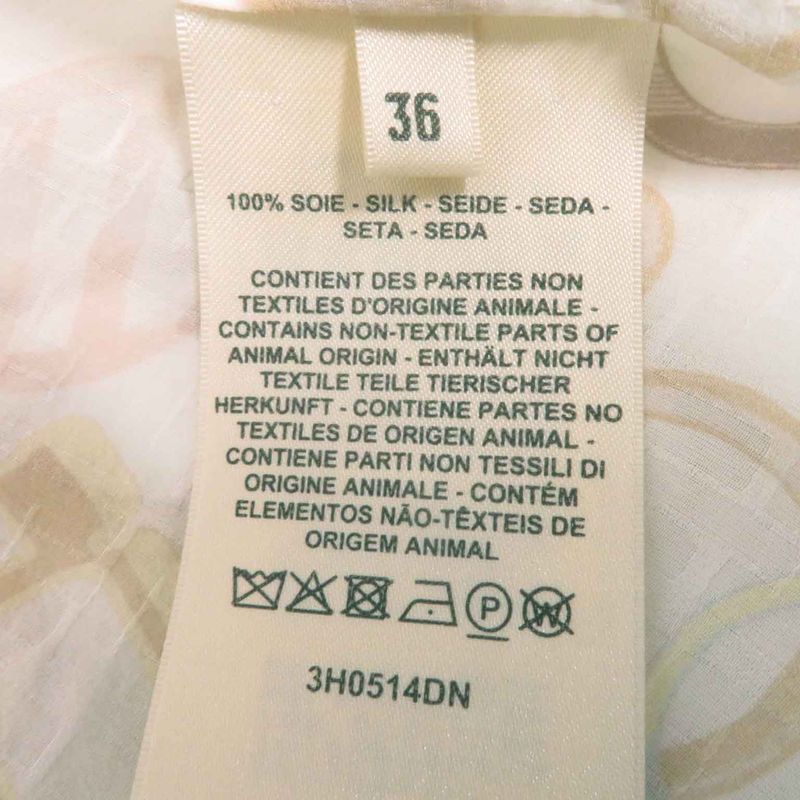 36
100% SOIE - SILK - SEIDE - SEDA -
SETA - SEDA
CONTIENT DES PARTIES NON
TEXTILES D'ORIGINE ANIMALE -
CONTAINS NON-TEXTILE PARTS OF
ANIMAL ORIGIN - ENTHÄLT NICHT
TEXTILE TEILE TIERISCHER
HERKUNFT - CONTIENE PARTES NO
TEXTILES DE ORIGEN ANIMAL -
CONTIENE PARTI NON TESSILI DI
ORIGINE ANIMALE - CONTÉM
ELEMENTOS NÃO-TÊXTEIS DE
ORIGEM ANIMAL
P W
3H0514DN